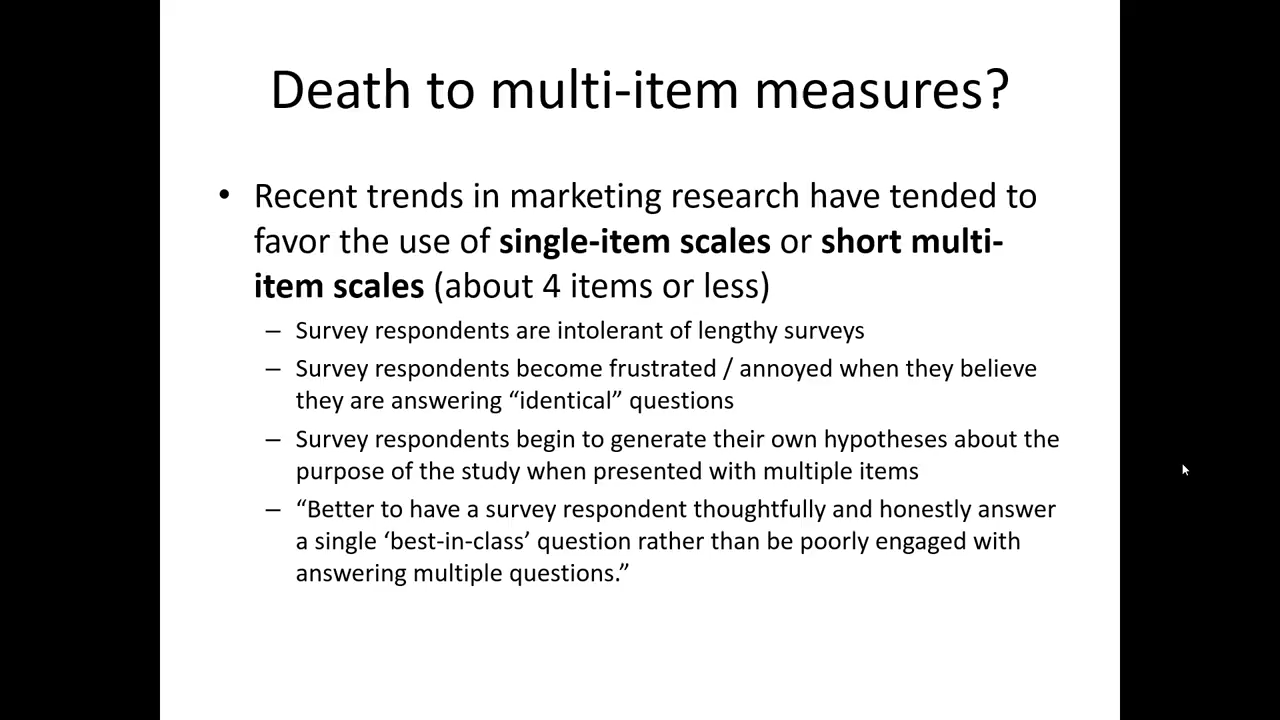 Death to multi-item measures?
• Recent trends in marketing research have tended to
favor the use of single-item scales or short multi-
item scales (about 4 items or less)
– Survey respondents are intolerant of lengthy surveys
– Survey respondents become frustrated / annoyed when they believe
they are answering “identical” questions
– Survey respondents begin to generate their own hypotheses about the
purpose of the study when presented with multiple items
– “Better to have a survey respondent thoughtfully and honestly answer
a single ‘best-in-class’ question rather than be poorly engaged with
answering multiple questions.”